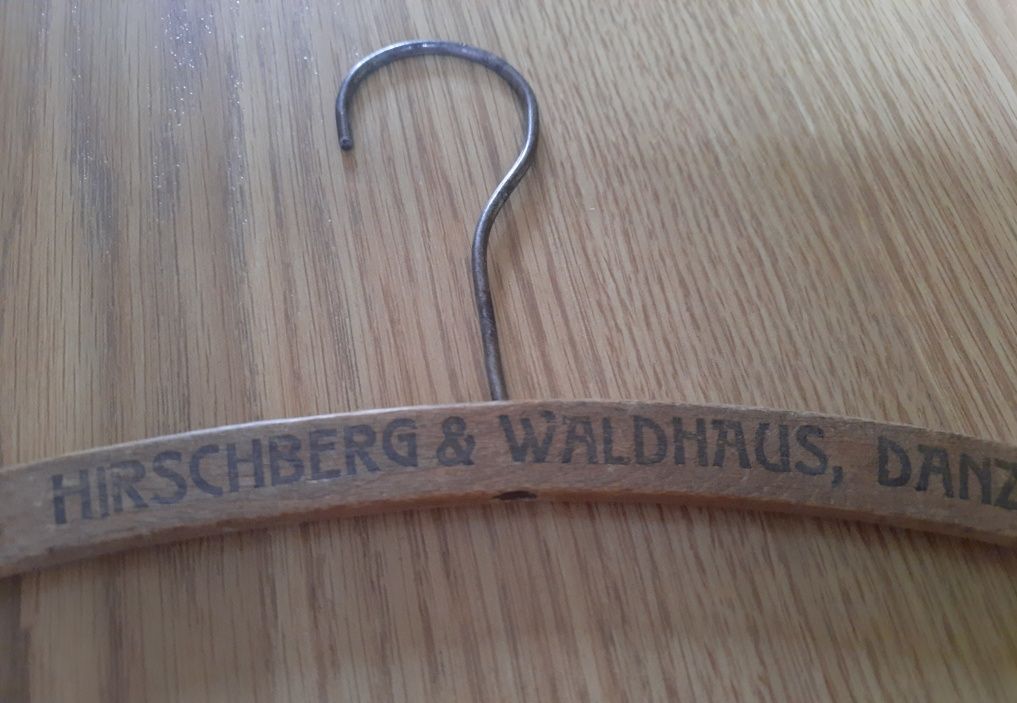 HIRSCHBERG & WALDHAUS, DANZ